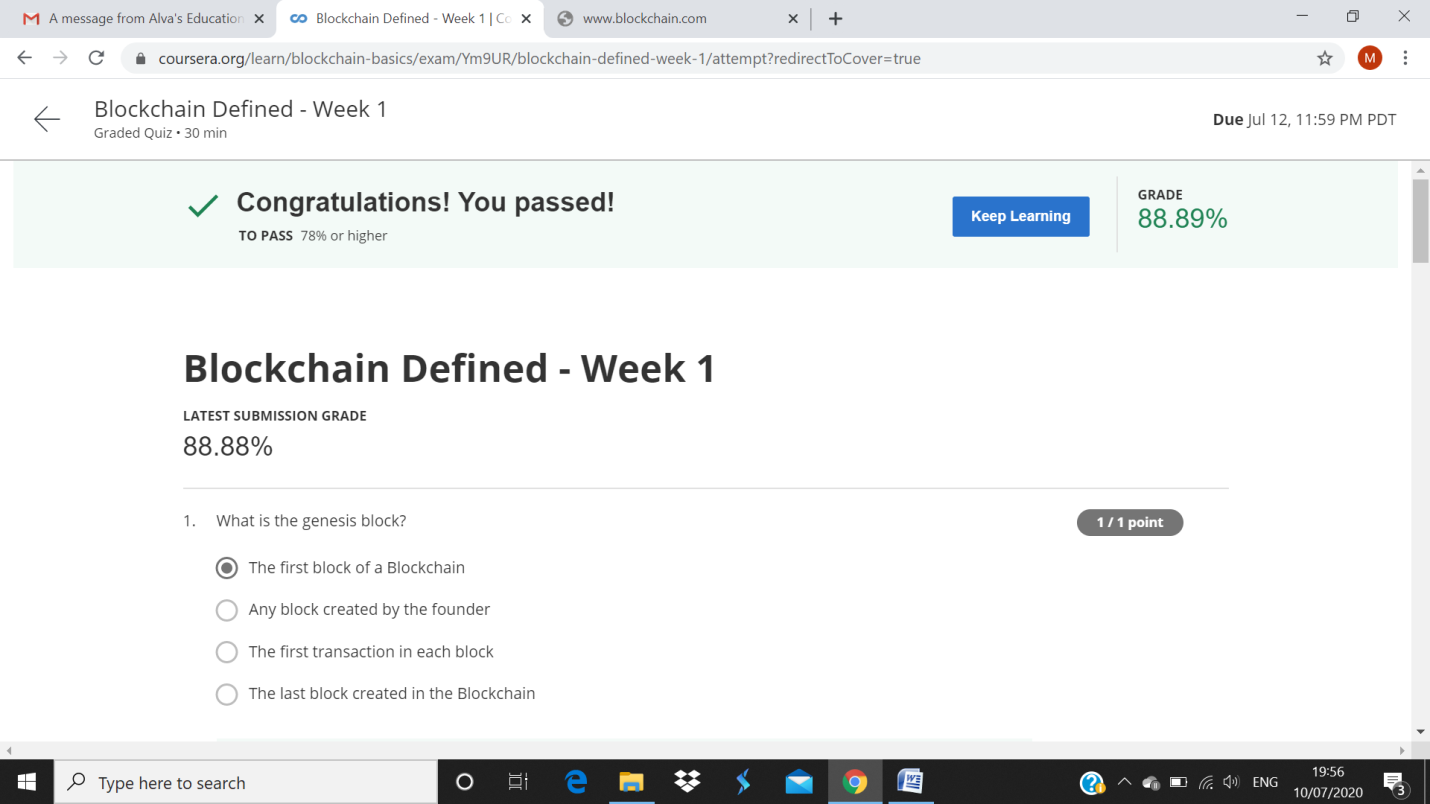 A message from Alva's Education
Blockchain Defined - Week 1 | Co
www.blockchain.com
coursera.org/learn/blockchain-basics/exam/Ym9UR/blockchain-defined-week-1/attempt?redirectToCover=true
M
Blockchain Defined - Week 1
Graded Quiz • 30 min
Due Jul 12, 11:59 PM PDT
Congratulations! You passed!
TO PASS 78% or higher
Keep Learning
GRADE
88.89%
Blockchain Defined - Week 1
LATEST SUBMISSION GRADE
88.88%
1. What is the genesis block?
1 / 1 point
The first block of a Blockchain
Any block created by the founder
The first transaction in each block
The last block created in the Blockchain
Type here to search
ENG
19:56
10/07/2020
3